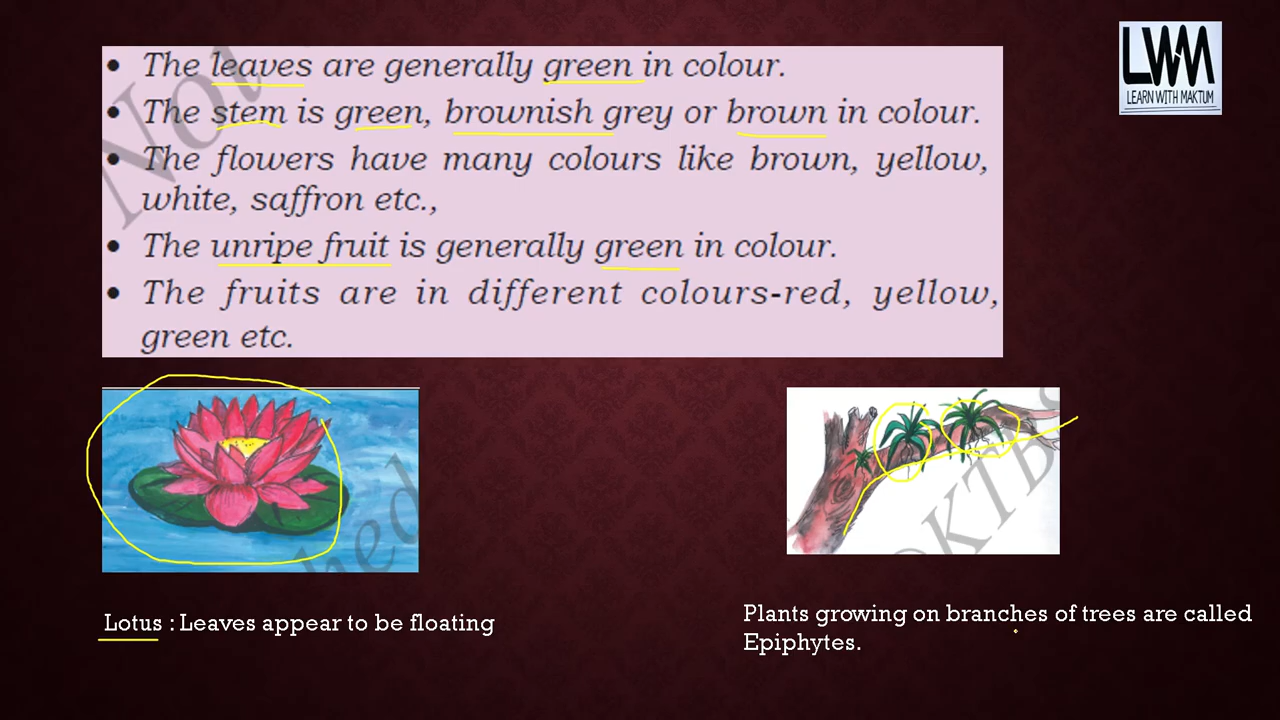 LWM
LEARN WITH MAKTUM
• The leaves are generally green in colour.
• The stem is green, brownish grey or brown in colour.
• The flowers have many colours like brown, yellow,
white, saffron etc.,
• The unripe fruit is generally green in colour.
• The fruits are in different colours-red, yellow,
green etc.
Not
hed
©KTBS
Lotus : Leaves appear to be floating
Plants growing on branches of trees are called
Epiphytes.